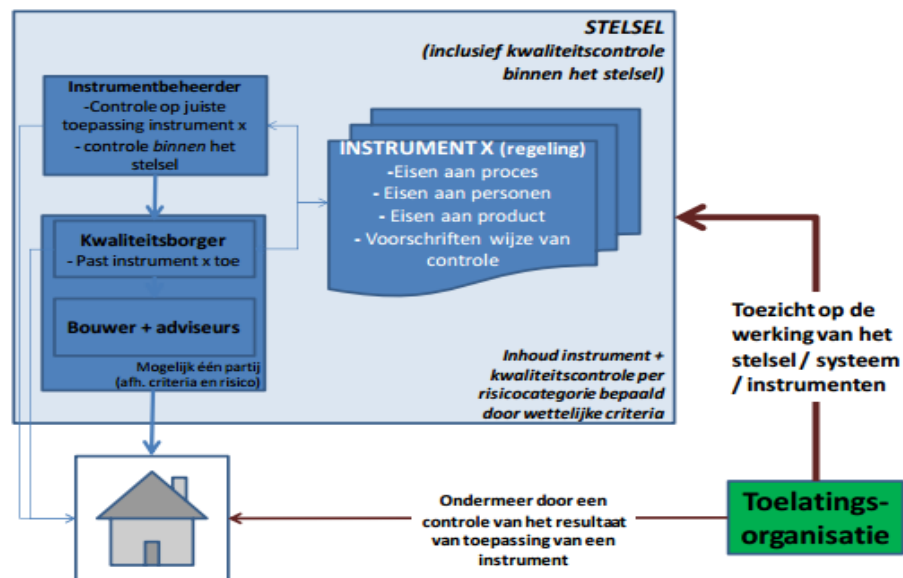 STELSEL
(inclusief kwaliteitscontrole
binnen het stelsel)
Instrumentbeheerder
-Controle op juiste
toepassing instrument x
- controle binnen het
stelsel
INSTRUMENT X (regeling)
-Eisen aan proces
- Eisen aan personen
- Eisen aan product
- Voorschriften wijze van
controle
Kwaliteitsborger
- Past instrument x toe
Bouwer + adviseurs
Mogelijk één partij
(afh. criteria en risico)
Inhoud instrument +
kwaliteitscontrole per
risicocategorie bepaald
door wettelijke criteria
Toezicht op de
werking van het
stelsel / systeem
/ instrumenten
Ondermeer door een
controle van het resultaat
van toepassing van een
instrument
Toelatings-
organisatie